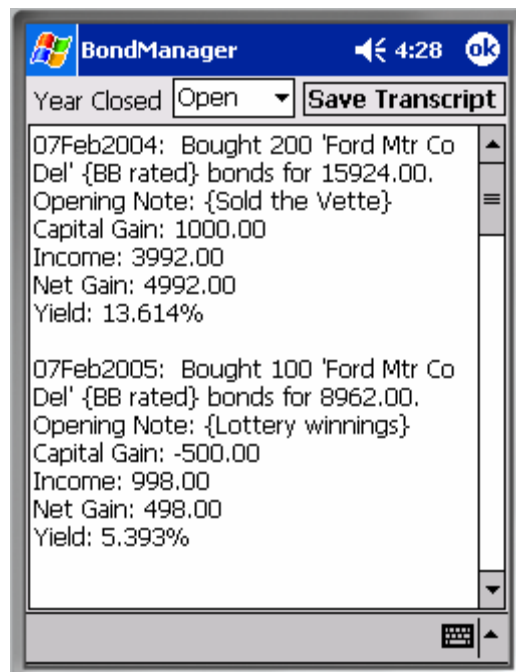 BondManager 4:28 ok
Year Closed Open Save Transcript
07Feb2004:  Bought 200 'Ford Mtr Co
Del' {BB rated} bonds for 15924.00.
Opening Note: {Sold the Vette}
Capital Gain: 1000.00
Income: 3992.00
Net Gain: 4992.00
Yield: 13.614%
07Feb2005:  Bought 100 'Ford Mtr Co
Del' {BB rated} bonds for 8962.00.
Opening Note: {Lottery winnings}
Capital Gain: -500.00
Income: 998.00
Net Gain: 498.00
Yield: 5.393%